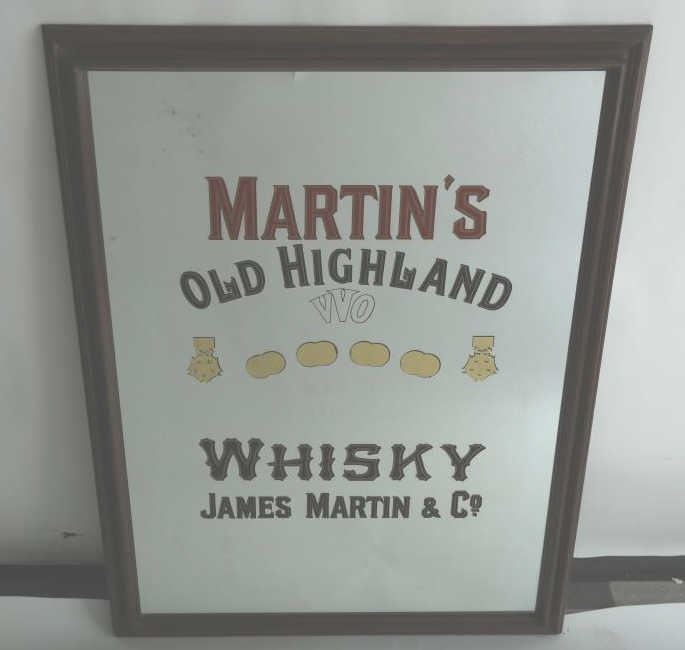 MARTIN'S
OLD HIGHLAND
VVO
WHISKY
JAMES MARTIN & Cº